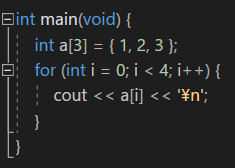 int main(void) {
int a[3] = { 1, 2, 3 };
for (int i = 0; i < 4; i++) {
cout << a[i] << '¥n';
}
}